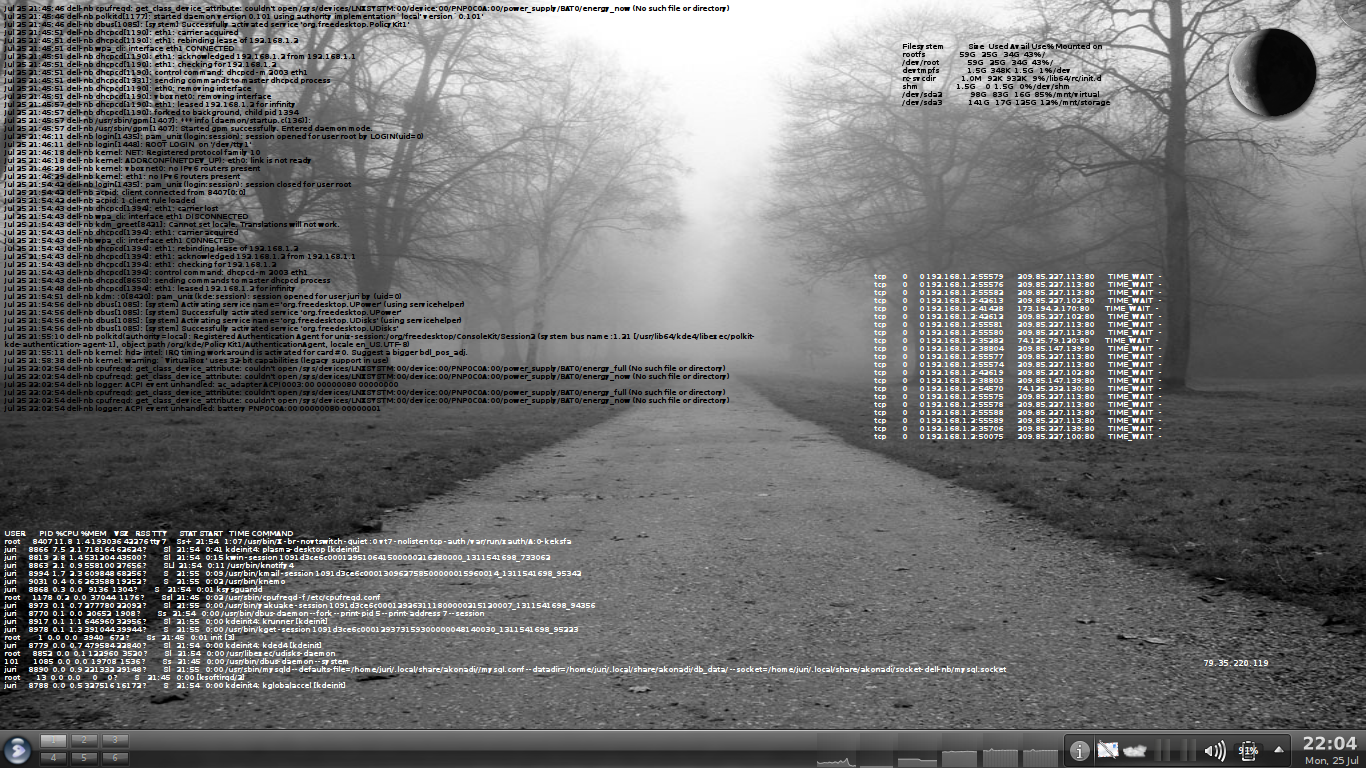 Jul 25 21:45:46 dell-nb cpufreqd: get_class_device_attribute: couldn't open /sys/devices/LNXSYSTM:00/device:00/PNP0C0A:00/power_supply/BAT0/energy_now (No such file or directory)
Jul 25 21:45:46 dell-nb polkitd[1177]: started daemon version 0.101 using authority implementation `local' version `0.101'
Jul 25 21:45:46 dell-nb dbus[1085]: [system] Successfully activated service 'org.freedesktop.PolicyKit1'
Jul 25 21:45:51 dell-nb dhcpcd[1190]: eth1: carrier acquired
Jul 25 21:45:51 dell-nb dhcpcd[1190]: eth1: rebinding lease of 192.168.1.2
Jul 25 21:45:51 dell-nb wpa_cli: interface eth1 CONNECTED
Jul 25 21:45:51 dell-nb dhcpcd[1190]: eth1: acknowledged 192.168.1.2 from 192.168.1.1
Jul 25 21:45:51 dell-nb dhcpcd[1190]: eth1: checking for 192.168.1.2
Jul 25 21:45:51 dell-nb dhcpcd[1190]: control command: dhcpcd -m 2003 eth1
Jul 25 21:45:51 dell-nb dhcpcd[1331]: sending commands to master dhcpcd process
Jul 25 21:45:51 dell-nb dhcpcd[1190]: eth0: removing interface
Jul 25 21:45:51 dell-nb dhcpcd[1190]: vboxnet0: removing interface
Jul 25 21:45:57 dell-nb dhcpcd[1190]: eth1: leased 192.168.1.2 for infinity
Jul 25 21:45:57 dell-nb dhcpcd[1190]: forked to background, child pid 1394
Jul 25 21:45:57 dell-nb /usr/sbin/gpm[1407]: *** info [daemon/startup.c(136)]:
Jul 25 21:45:57 dell-nb /usr/sbin/gpm[1407]: Started gpm successfully. Entered daemon mode.
Jul 25 21:46:11 dell-nb login[1435]: pam_unix(login:session): session opened for user root by LOGIN(uid=0)
Jul 25 21:46:11 dell-nb login[1448]: ROOT LOGIN on '/dev/tty1'
Jul 25 21:46:18 dell-nb kernel: NET: Registered protocol family 10
Jul 25 21:46:18 dell-nb kernel: ADDRCONF(NETDEV_UP): eth0: link is not ready
Jul 25 21:46:29 dell-nb kernel: vboxnet0: no IPv6 routers present
Jul 25 21:46:29 dell-nb kernel: eth1: no IPv6 routers present
Jul 25 21:54:42 dell-nb login[1435]: pam_unix(login:session): session closed for user root
Jul 25 21:54:42 dell-nb acpid: client connected from 8407[0:0]
Jul 25 21:54:42 dell-nb acpid: 1 client rule loaded
Jul 25 21:54:43 dell-nb dhcpcd[1394]: eth1: carrier lost
Jul 25 21:54:43 dell-nb wpa_cli: interface eth1 DISCONNECTED
Jul 25 21:54:43 dell-nb kdm_greet[8421]: Cannot set locale. Translations will not work.
Jul 25 21:54:43 dell-nb dhcpcd[1394]: eth1: carrier acquired
Jul 25 21:54:43 dell-nb wpa_cli: interface eth1 CONNECTED
Jul 25 21:54:43 dell-nb dhcpcd[1394]: eth1: rebinding lease of 192.168.1.2
Jul 25 21:54:43 dell-nb dhcpcd[1394]: eth1: acknowledged 192.168.1.2 from 192.168.1.1
Jul 25 21:54:43 dell-nb dhcpcd[1394]: eth1: checking for 192.168.1.2
Jul 25 21:54:43 dell-nb dhcpcd[1394]: control command: dhcpcd -m 2003 eth1
Jul 25 21:54:43 dell-nb dhcpcd[8650]: sending commands to master dhcpcd process
Jul 25 21:54:48 dell-nb dhcpcd[1394]: eth1: leased 192.168.1.2 for infinity
Jul 25 21:54:51 dell-nb kdm: :0[8420]: pam_unix(kde:session): session opened for user juri by (uid=0)
Jul 25 21:54:56 dell-nb dbus[1085]: [system] Activating service name='org.freedesktop.UPower' (using servicehelper)
Jul 25 21:54:56 dell-nb dbus[1085]: [system] Successfully activated service 'org.freedesktop.UPower'
Jul 25 21:54:56 dell-nb dbus[1085]: [system] Activating service name='org.freedesktop.UDisks' (using servicehelper)
Jul 25 21:54:56 dell-nb dbus[1085]: [system] Successfully activated service 'org.freedesktop.UDisks'
Jul 25 21:55:10 dell-nb polkitd(authority=local): Registered Authentication Agent for unix-session:/org/freedesktop/ConsoleKit/Session2 (system bus name :1.21 [/usr/lib64/kde4/libexec/polkit-
kde-authentication-agent-1], object path /org/kde/PolicyKit1/AuthenticationAgent, locale en_US.UTF-8)
Jul 25 21:55:11 dell-nb kernel: hda-intel: IRQ timing workaround is activated for card #0. Suggest a bigger bdl_pos_adj.
Jul 25 21:58:38 dell-nb kernel: warning: `VirtualBox' uses 32-bit capabilities (legacy support in use)
Jul 25 22:02:54 dell-nb cpufreqd: get_class_device_attribute: couldn't open /sys/devices/LNXSYSTM:00/device:00/PNP0C0A:00/power_supply/BAT0/energy_full (No such file or directory)
Jul 25 22:02:54 dell-nb cpufreqd: get_class_device_attribute: couldn't open /sys/devices/LNXSYSTM:00/device:00/PNP0C0A:00/power_supply/BAT0/energy_now (No such file or directory)
Jul 25 22:02:54 dell-nb logger: ACPI event unhandled: ac_adapter ACPI0003:00 00000080 00000000
Jul 25 22:02:54 dell-nb cpufreqd: get_class_device_attribute: couldn't open /sys/devices/LNXSYSTM:00/device:00/PNP0C0A:00/power_supply/BAT0/energy_full (No such file or directory)
Jul 25 22:02:54 dell-nb cpufreqd: get_class_device_attribute: couldn't open /sys/devices/LNXSYSTM:00/device:00/PNP0C0A:00/power_supply/BAT0/energy_now (No such file or directory)
Jul 25 22:02:54 dell-nb logger: ACPI event unhandled: battery PNP0C0A:00 00000080 00000001
Filesystem Size Used Avail Use% Mounted on
rootfs 59G 25G 34G 43% /
/dev/root 59G 25G 34G 43% /
devtmpfs 1.5G 348K 1.5G 1% /dev
rc-svcdir 1.0M 92K 932K 9% /lib64/rc/init.d
shm 1.5G 0 1.5G 0% /dev/shm
/dev/sda2 98G 83G 16G 85% /mnt/virtual
/dev/sda3 141G 17G 125G 12% /mnt/storage
tcp 0 0 192.168.1.2:55579 209.85.227.113:80 TIME_WAIT -
tcp 0 0 192.168.1.2:55576 209.85.227.113:80 TIME_WAIT -
tcp 0 0 192.168.1.2:55582 209.85.227.113:80 TIME_WAIT -
tcp 0 0 192.168.1.2:42613 209.85.227.102:80 TIME_WAIT -
tcp 0 0 192.168.1.2:41428 173.194.2.170:80 TIME_WAIT -
tcp 0 0 192.168.1.2:42612 209.85.227.102:80 TIME_WAIT -
tcp 0 0 192.168.1.2:55581 209.85.227.113:80 TIME_WAIT -
tcp 0 0 192.168.1.2:55580 209.85.227.113:80 TIME_WAIT -
tcp 0 0 192.168.1.2:35282 74.125.79.120:80 TIME_WAIT -
tcp 0 0 192.168.1.2:38804 209.85.147.139:80 TIME_WAIT -
tcp 0 0 192.168.1.2:55577 209.85.227.113:80 TIME_WAIT -
tcp 0 0 192.168.1.2:55574 209.85.227.113:80 TIME_WAIT -
tcp 0 0 192.168.1.2:42619 209.85.227.102:80 TIME_WAIT -
tcp 0 0 192.168.1.2:38803 209.85.147.139:80 TIME_WAIT -
tcp 0 0 192.168.1.2:54570 74.125.232.130:80 TIME_WAIT -
tcp 0 0 192.168.1.2:55575 209.85.227.113:80 TIME_WAIT -
tcp 0 0 192.168.1.2:55578 209.85.227.113:80 TIME_WAIT -
tcp 0 0 192.168.1.2:55588 209.85.227.113:80 TIME_WAIT -
tcp 0 0 192.168.1.2:55589 209.85.227.113:80 TIME_WAIT -
tcp 0 0 192.168.1.2:35706 209.85.227.139:80 TIME_WAIT -
tcp 0 0 192.168.1.2:50075 209.85.227.100:80 TIME_WAIT -
USER PID %CPU %MEM VSZ RSS TTY STAT START TIME COMMAND
root 8407 11.8 1.4 193036 42276 tty7 Ss+ 21:54 1:07 /usr/bin/X -br -novtswitch -quiet :0 vt7 -nolisten tcp -auth /var/run/xauth/A:0-keksfa
juri 8866 7.5 2.1 718164 62624 ? Sl 21:54 0:41 kdeinit4: plasma-desktop [kdeinit]
juri 8813 2.8 1.4 531204 43500 ? Sl 21:54 0:15 kwin -session 1091d3ce6c000129510641500000216280000_1311541698_733062
juri 8863 2.1 0.9 558100 27656 ? SLl 21:54 0:11 /usr/bin/knotify4
juri 8994 1.7 2.3 609848 68256 ? S 21:55 0:09 /usr/bin/kmail -session 1091d3ce6c000130962758500000015960014_1311541698_95342
juri 9031 0.4 0.6 263588 19252 ? S 21:55 0:02 /usr/bin/knemo
juri 8868 0.3 0.0 9136 1304 ? S 21:54 0:01 ksysguardd
root 1178 0.2 0.0 37044 1176 ? Ssl 21:45 0:02 /usr/sbin/cpufreqd -f /etc/cpufreqd.conf
juri 8973 0.1 0.7 277780 22092 ? Sl 21:55 0:00 /usr/bin/yakuake -session 1091d3ce6c000129263111800000215120007_1311541698_94356
juri 8770 0.1 0.0 20652 1908 ? Ss 21:54 0:00 /usr/bin/dbus-daemon --fork --print-pid 5 --print-address 7 --session
juri 8917 0.1 1.1 646960 32956 ? Sl 21:54 0:00 kdeinit4: krunner [kdeinit]
juri 8978 0.1 1.3 391044 39944 ? S 21:55 0:00 /usr/bin/kget -session 1091d3ce6c000129373159300000048140030_1311541698_95223
root 1 0.0 0.0 3940 672 ? Ss 21:45 0:01 init [3]
juri 8779 0.0 0.7 479584 22840 ? Sl 21:54 0:00 kdeinit4: kded4 [kdeinit]
root 8852 0.0 0.1 122960 3520 ? Sl 21:54 0:00 /usr/libexec/udisks-daemon
101 1085 0.0 0.0 19708 1536 ? Ss 21:45 0:00 /usr/bin/dbus-daemon --system
juri 8890 0.0 0.9 221332 29148 ? Sl 21:55 0:00 /usr/sbin/mysqld --defaults-file=/home/juri/.local/share/akonadi//mysql.conf --datadir=/home/juri/.local/share/akonadi/db_data/ --socket=/home/juri/.local/share/akonadi/socket-dell-nb/mysql.socket
root 13 0.0 0.0 0 0 ? S 21:45 0:00 [ksoftirqd/2]
juri 8788 0.0 0.5 327516 16172 ? S 21:54 0:00 kdeinit4: kglobalaccel [kdeinit]
79.35.220.119
1 2 3
4 5 6
91%
22:04
Mon, 25 Jul